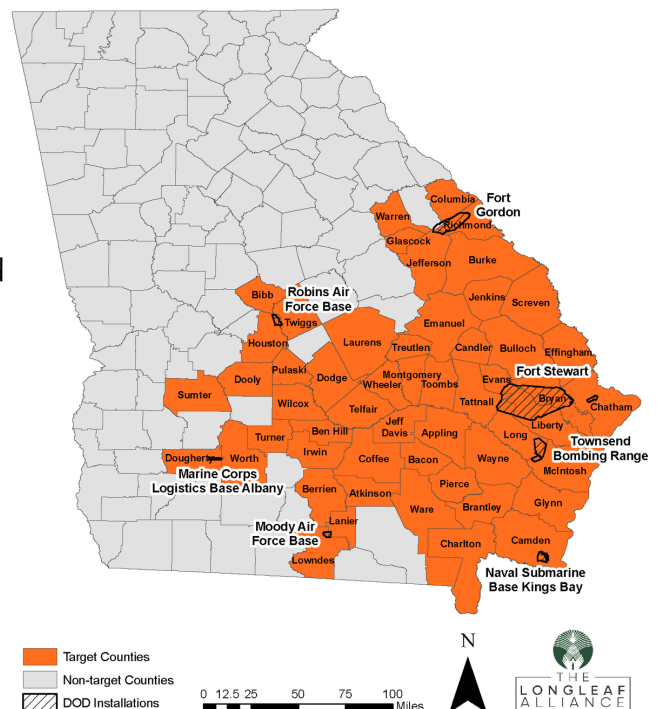 Columbia
Fort
Gordon
Warren
Richmond
Glascock
Jefferson
Burke
Bibb
Robins Air
Force Base
Twiggs
Jenkins
Screven
Houston
Laurens
Emanuel
Treutlen
Candler
Bulloch
Effingham
Pulaski
Dodge
Montgomery
Wheeler
Toombs
Evans
Fort Stewart
Bryan
Chatham
Sumter
Dooly
Wilcox
Telfair
Tattnall
Liberty
Long
Townsend
Bombing Range
Turner
Ben Hill
Jeff
Davis
Appling
Dougherty
Worth
Irwin
Coffee
Bacon
Wayne
McIntosh
Marine Corps
Logistics Base Albany
Berrien
Atkinson
Pierce
Glynn
Moody Air
Force Base
Lanier
Ware
Brantley
Lowndes
Charlton
Camden
Naval Submarine
Base Kings Bay
Target Counties
Non-target Counties
DOD Installations
0 12.5 25 50 75 100
Miles
N
THE
LONGLEAF
ALLIANCE